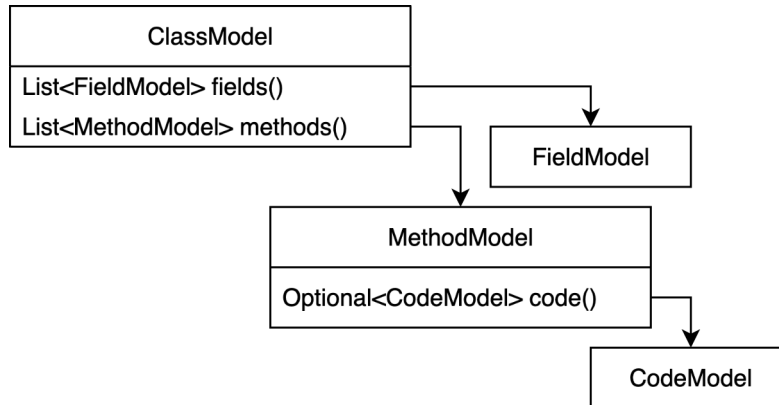 ClassModel
List<FieldModel> fields()
List<MethodModel> methods()
FieldModel
MethodModel
Optional<CodeModel> code()
CodeModel